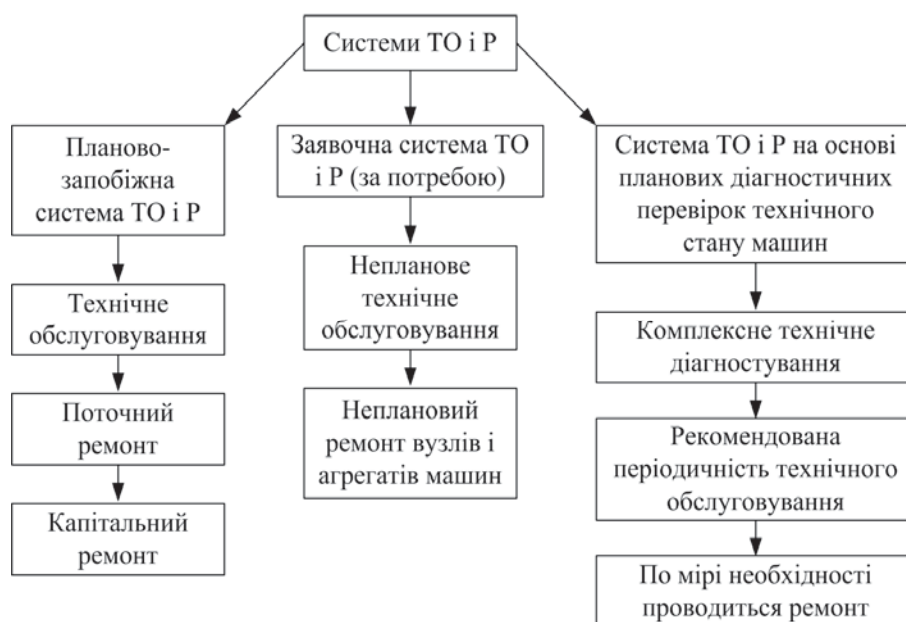 Системи ТО і Р
Планово-
запобіжна
система ТО і Р
Технічне
обслуговування
Поточний
ремонт
Капітальний
ремонт
Заявочна система ТО
і Р (за потребою)
Непланове
технічне
обслуговування
Неплановий
ремонт вузлів і
агрегатів машин
Система ТО і Р на основі
планових діагностичних
перевірок технічного
стану машин
Комплексне технічне
діагностування
Рекомендована
періодичність технічного
обслуговування
По мірі необхідності
проводиться ремонт